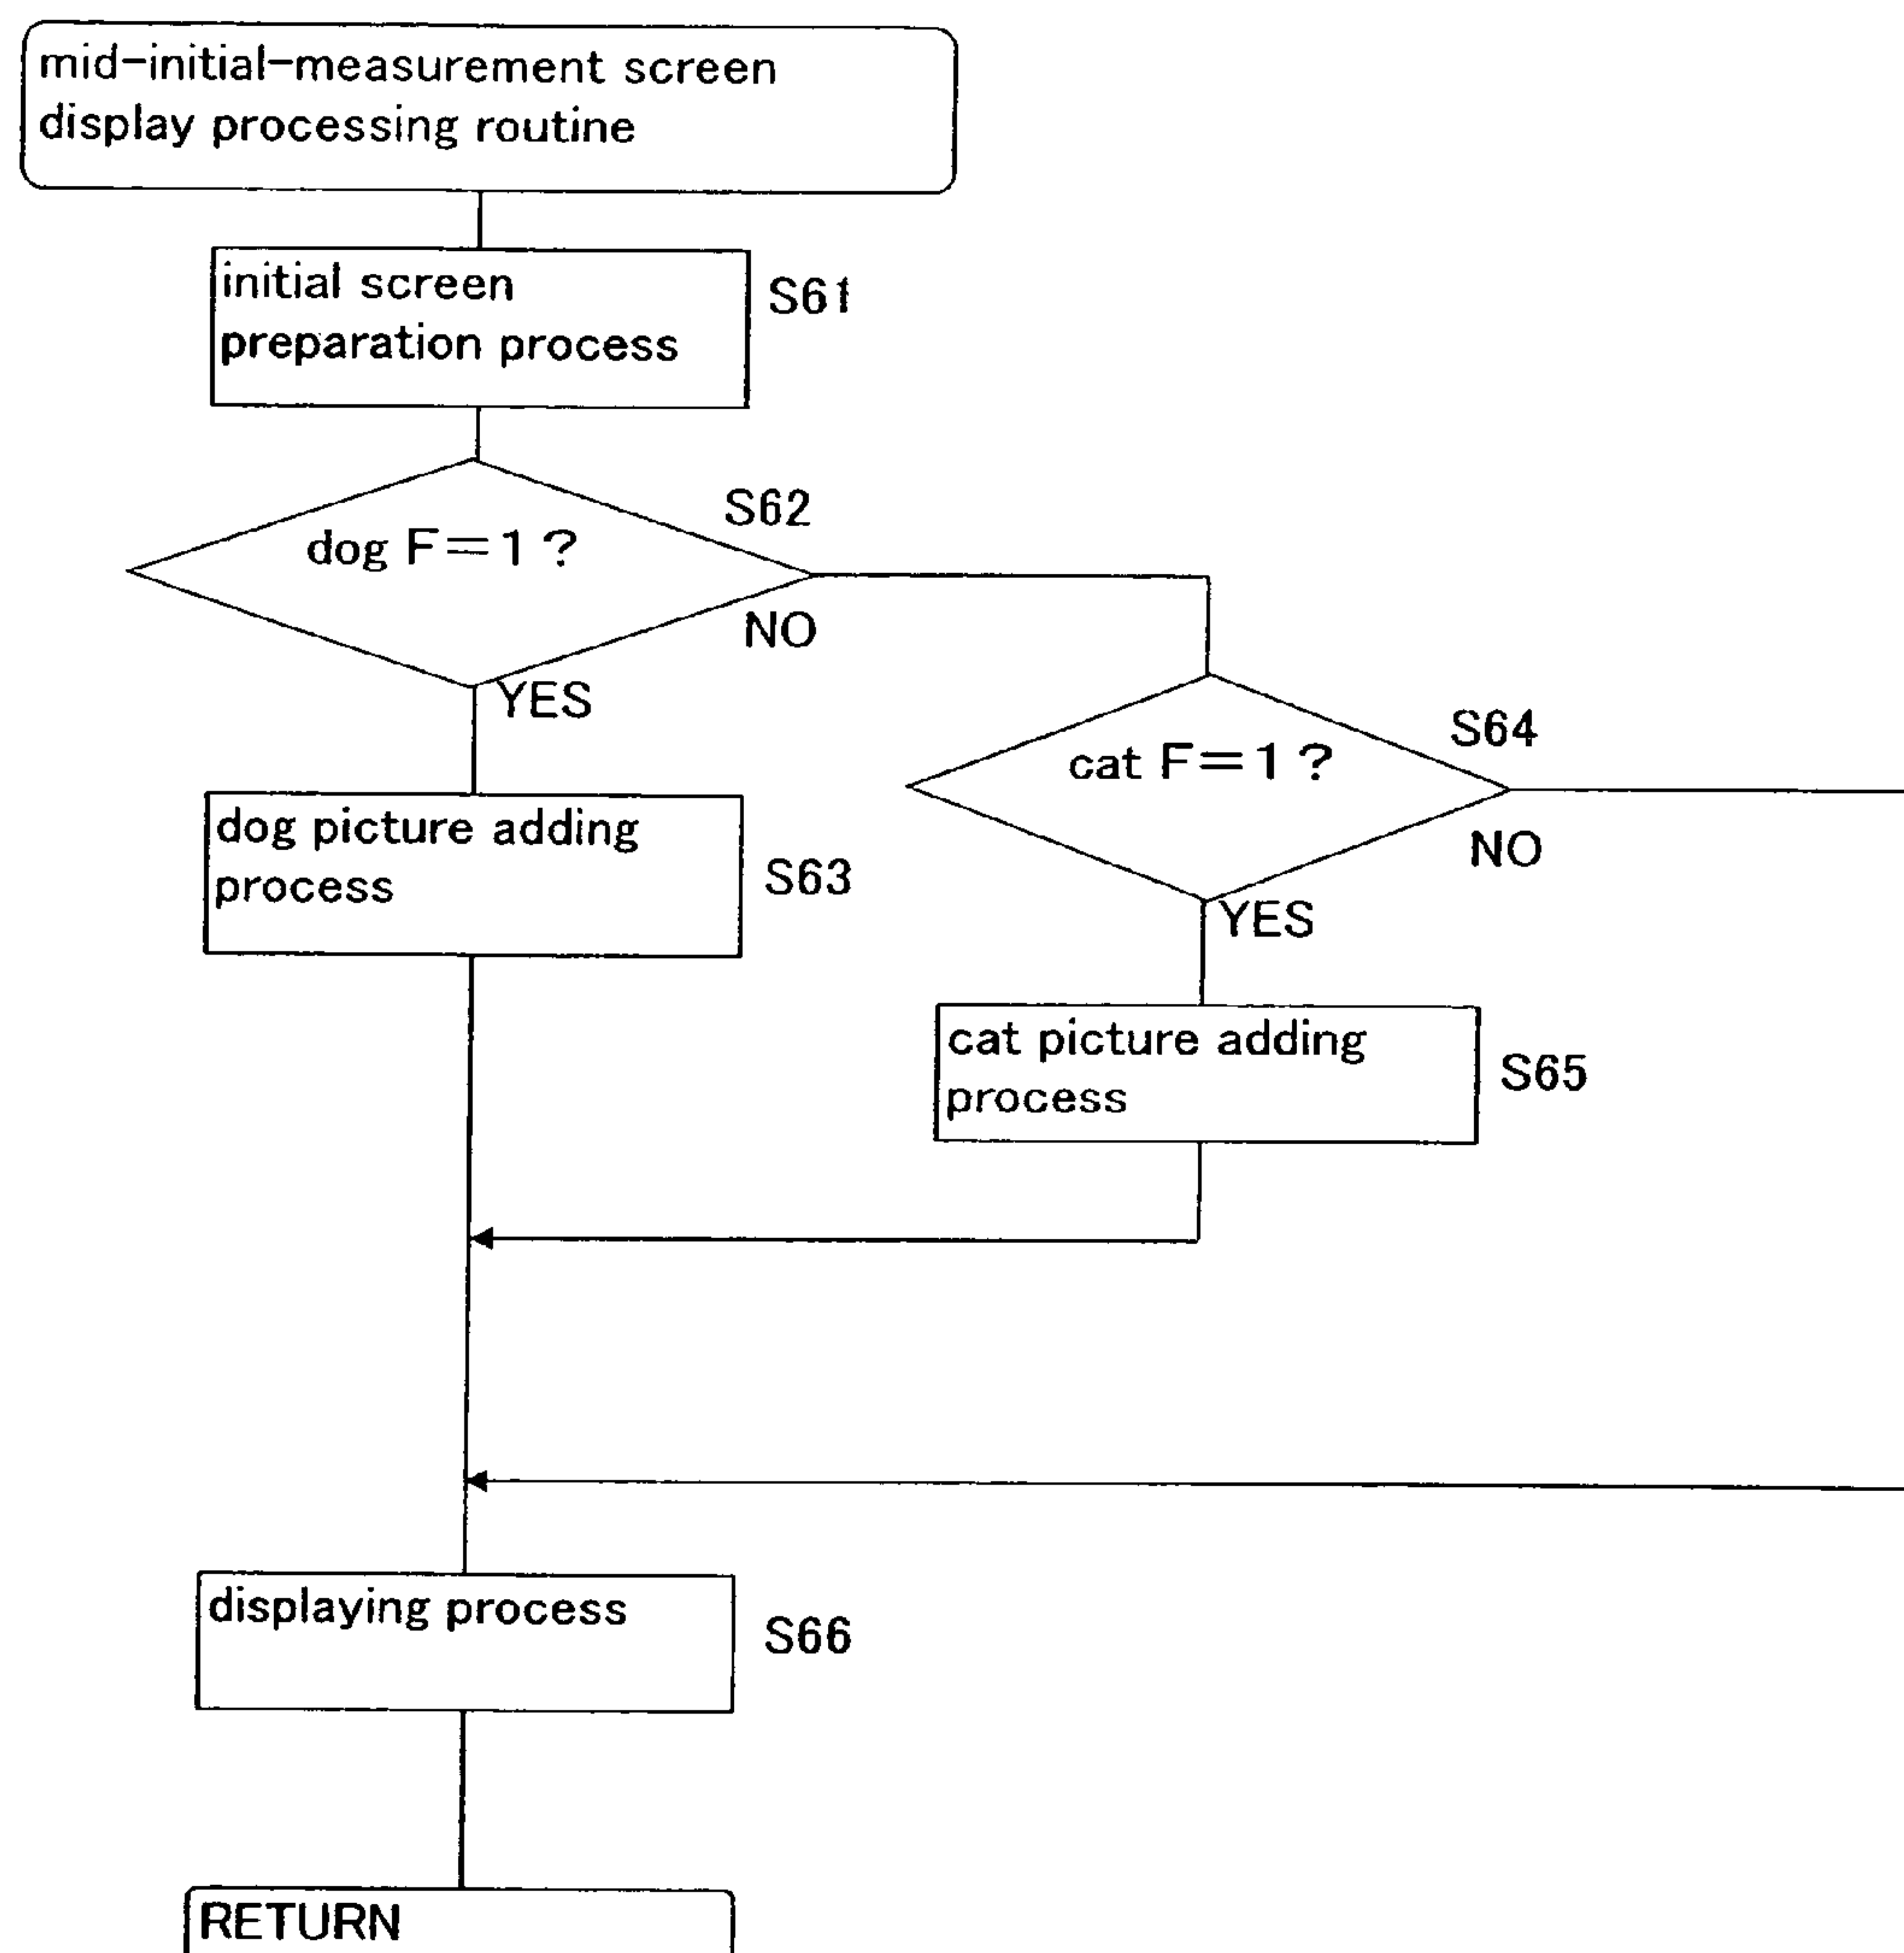 mid-initial-measurement screen
display processing routine
initial screen
preparation process
S61
S62
dog F=1?
NO
YES
S64
cat F=1?
NO
YES
dog picture adding
process
S63
cat picture adding
process
S65
displaying process
S66
RETURN